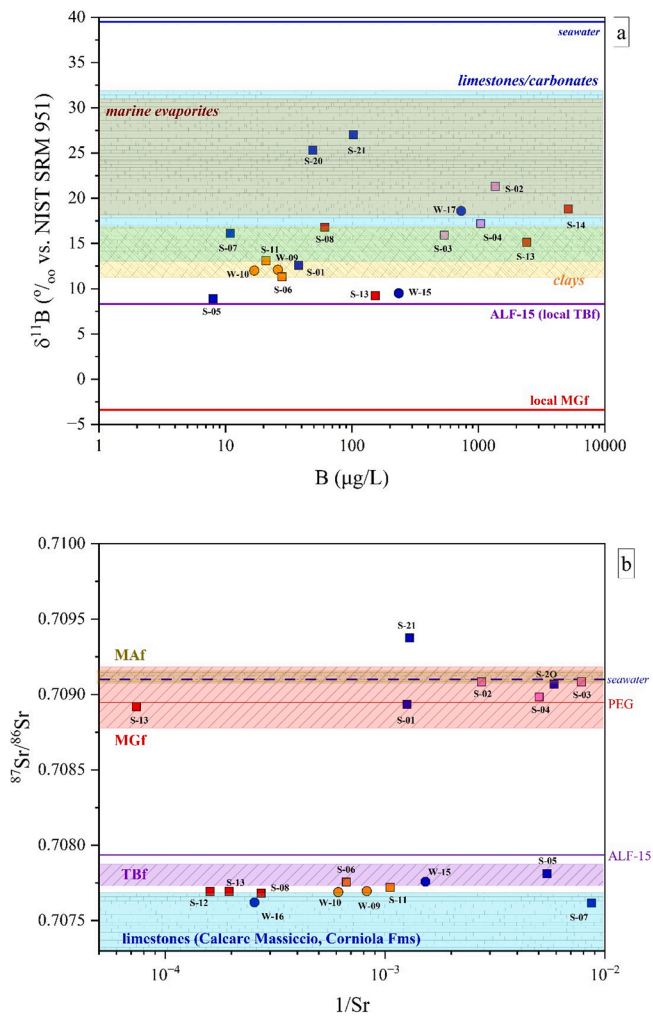 40
35
30
25
20
15
10
5
0
−5
δ¹¹B (°/oo vs. NIST SRM 951)
a
seawater
limestones/carbonates
marine evaporites
S-21
S-20
S-02
W-17
S-14
S-08
S-07
S-04
S-03
S-13
S-11
W-09
W-10
S-01
S-06
clays
S-13
W-15
S-05
ALF-15 (local TBf)
local MGf
1
10
100
1000
10000
B (μg/L)
0.7100
0.7095
0.7090
0.7085
0.7080
0.7075
⁸⁷Sr/⁸⁶Sr
b
S-21
MAf
S-2O
seawater
S-02
S-03
S-04
PEG
S-13
S-01
MGf
ALF-15
TBf
S-06
W-15
S-05
S-13
S-08
S-12
W-10
W-09
S-11
W-16
S-07
limestones (Calcare Massiccio, Corniola Fms)
10⁻⁴
10⁻³
10⁻²
1/Sr